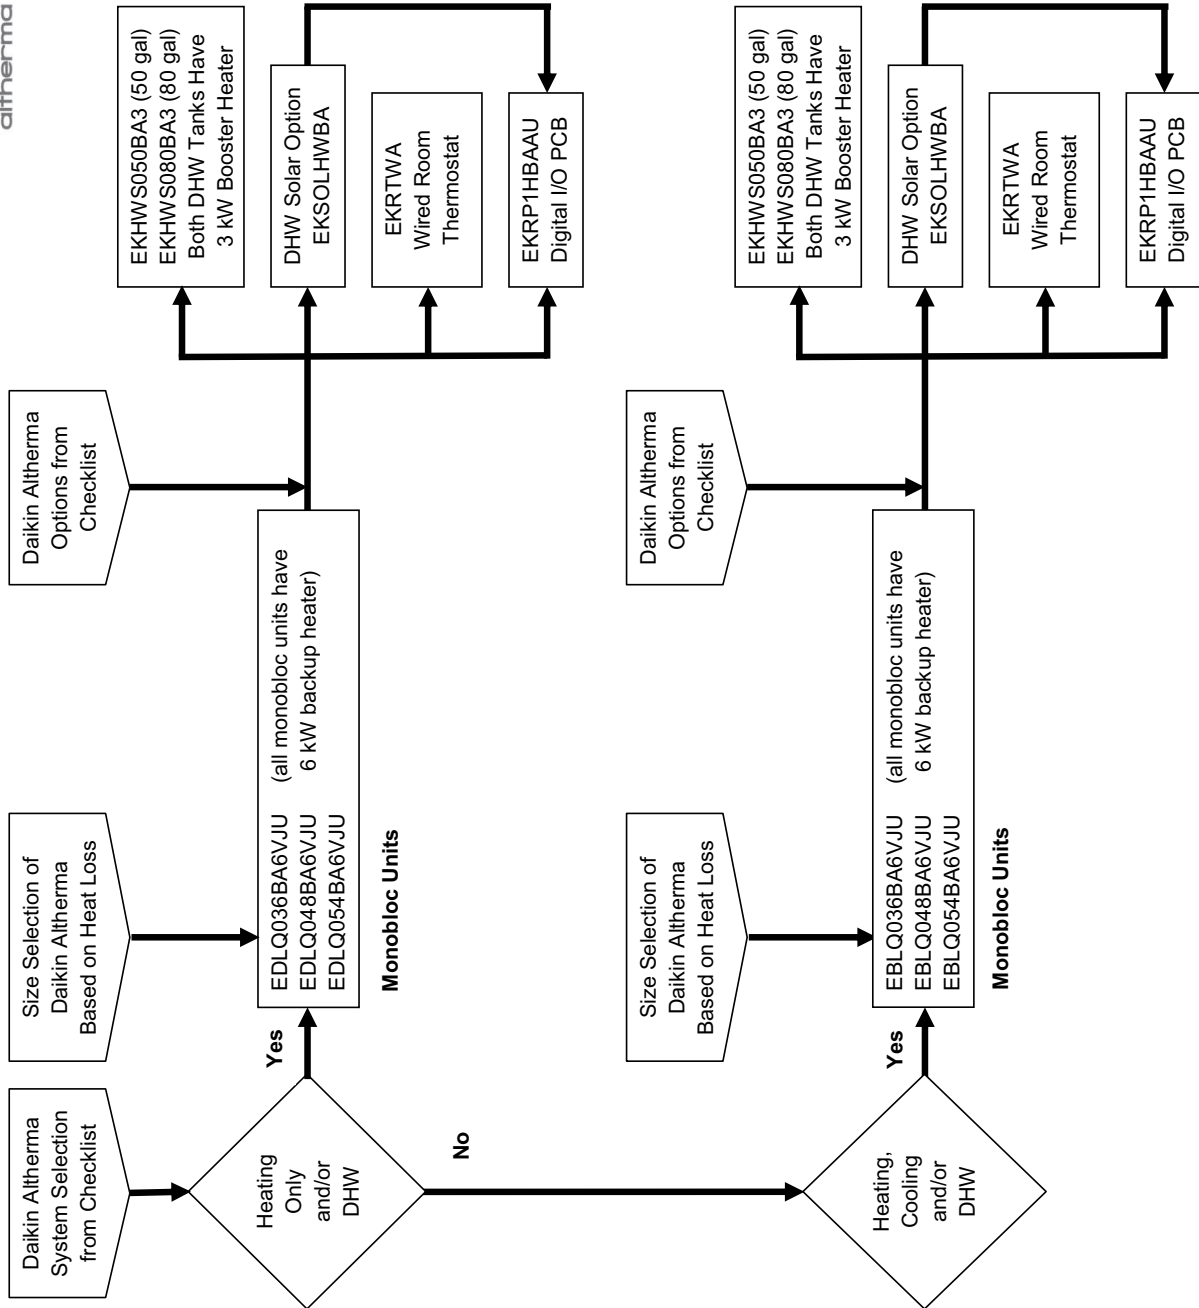 altherma
Daikin Altherma
System Selection
from Checklist
Size Selection of
Daikin Altherma
Based on Heat Loss
Daikin Altherma
Options from
Checklist
Heating
Only
and/or
DHW
Yes
EDLQ036BA6VJU (all monobloc units have
EDLQ048BA6VJU 6 kW backup heater)
EDLQ054BA6VJU
Monobloc Units
EKHWS050BA3 (50 gal)
EKHWS080BA3 (80 gal)
Both DHW Tanks Have
3 kW Booster Heater
DHW Solar Option
EKSOLHWBA
EKRTWA
Wired Room
Thermostat
EKRP1HBAAU
Digital I/O PCB
No
Size Selection of
Daikin Altherma
Based on Heat Loss
Daikin Altherma
Options from
Checklist
Heating,
Cooling
and/or
DHW
Yes
EBLQ036BA6VJU (all monobloc units have
EBLQ048BA6VJU 6 kW backup heater)
EBLQ054BA6VJU
Monobloc Units
EKHWS050BA3 (50 gal)
EKHWS080BA3 (80 gal)
Both DHW Tanks Have
3 kW Booster Heater
DHW Solar Option
EKSOLHWBA
EKRTWA
Wired Room
Thermostat
EKRP1HBAAU
Digital I/O PCB